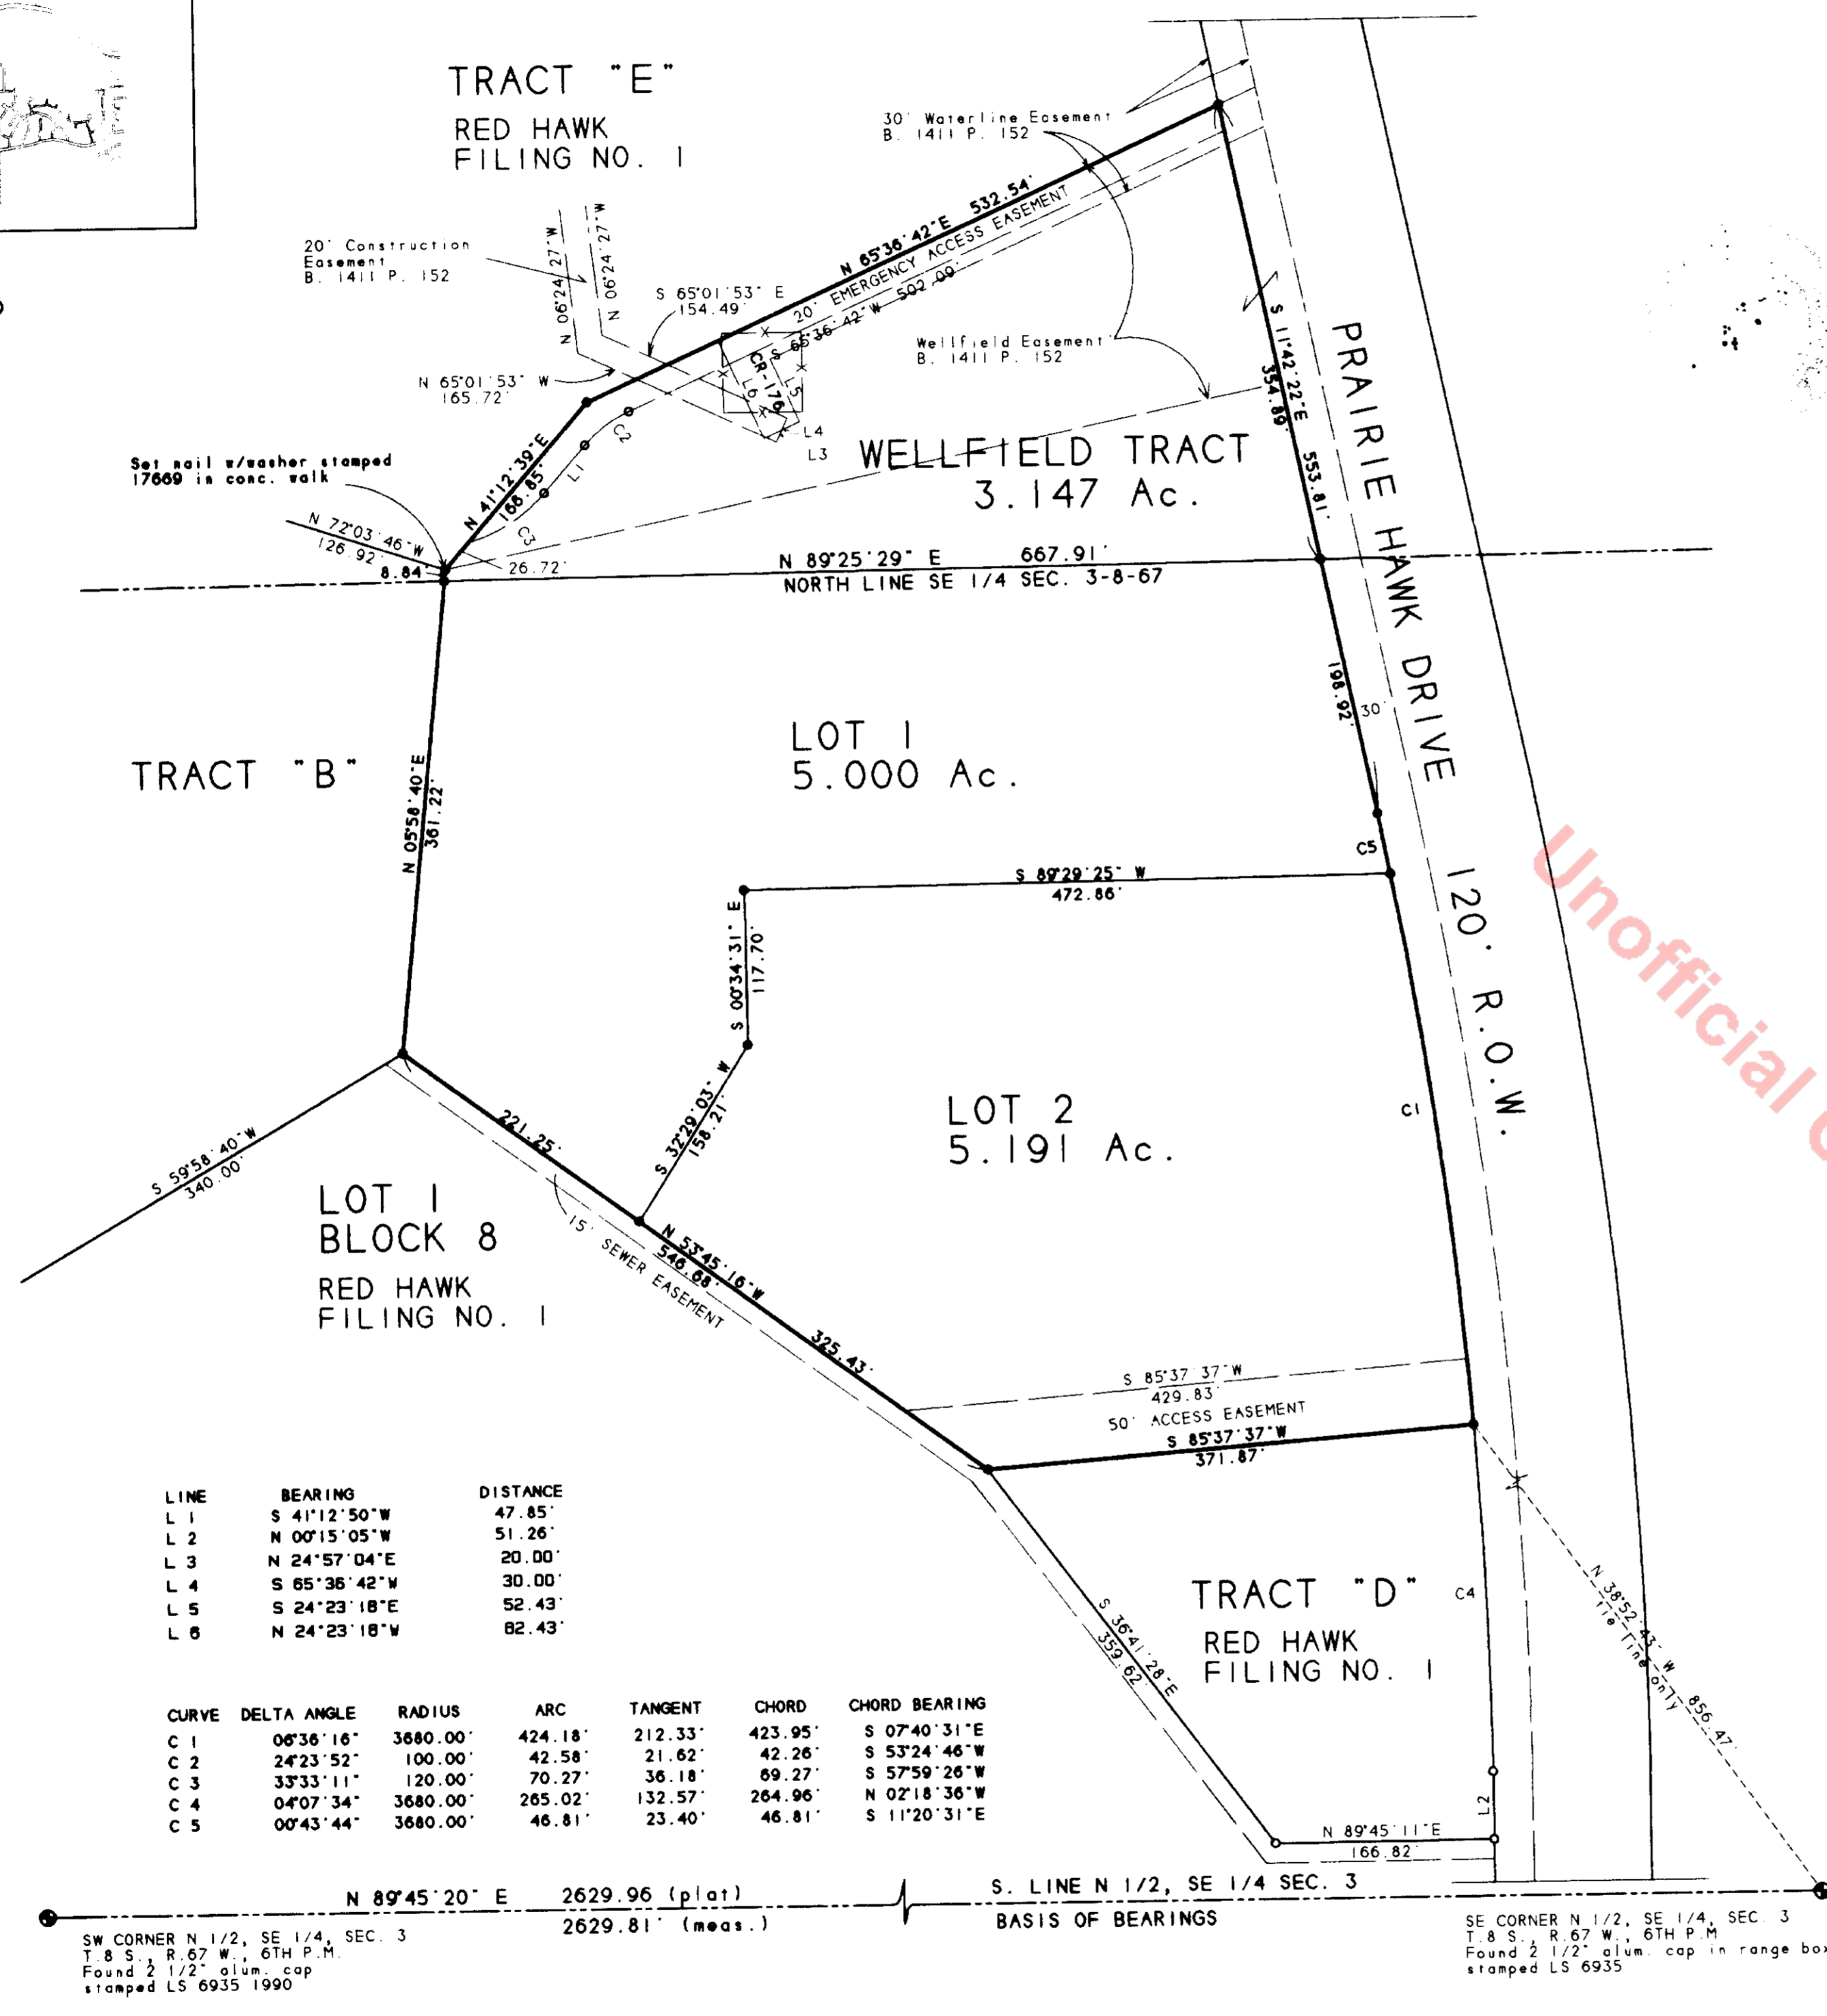 TRACT "E"
RED HAWK
FILING NO. 1
30' Waterline Easement
B. 1411 P. 152
20' Construction
Easement
B. 1411 P. 152
N 06°24'27"W
N 06°24'27"W
S 65°01'53" E
154.49'
N 65°01'53" W
165.72'
N 65°36'42"E 532.54'
20' EMERGENCY ACCESS EASEMENT
S 65°36'42"W 502.09'
Wellfield Easement
B. 1411 P. 152
CR-176
L6
L5
L4
L3
C2
L1
C3
N 41°12'39"E
166.85'
Set nail w/washer stamped
17669 in conc. walk
N 72°03'46"W
126.92'
8.84'
26.72'
WELLFIELD TRACT
3.147 Ac.
S 11°42'22"E 553.81'
354.89'
N 89°25'29" E 667.91'
NORTH LINE SE 1/4 SEC. 3-8-67
PRAIRIE HAWK DRIVE 120' R.O.W.
198.92'
30'
LOT 1
5.000 Ac.
TRACT "B"
N 05°58'40"E
361.22'
C5
S 89°29'25" W
472.86'
S 00°34'31" E
117.70'
S 32°29'03" W
158.21'
LOT 2
5.191 Ac.
C1
Unofficial
S 59°58'40"W
340.00'
221.25'
LOT 1
BLOCK 8
RED HAWK
FILING NO. 1
15' SEWER EASEMENT
N 53°45'16"W
546.68'
325.43'
S 85°37'37"W
429.83'
50' ACCESS EASEMENT
S 85°37'37"W
371.87'
LINE BEARING DISTANCE
L 1 S 41°12'50"W 47.85'
L 2 N 00°15'05"W 51.26'
L 3 N 24°57'04"E 20.00'
L 4 S 65°36'42"W 30.00'
L 5 S 24°23'18"E 52.43'
L 6 N 24°23'18"W 82.43'
TRACT "D"
RED HAWK
FILING NO. 1
C4
S 36°41'28"E
359.62'
N 38°52'43" W 856.47'
tie line only
CURVE DELTA ANGLE RADIUS ARC TANGENT CHORD CHORD BEARING
C 1 06°36'16" 3680.00' 424.18' 212.33' 423.95' S 07°40'31"E
C 2 24°23'52" 100.00' 42.58' 21.62' 42.26' S 53°24'46"W
C 3 33°33'11" 120.00' 70.27' 36.18' 69.27' S 57°59'26"W
C 4 04°07'34" 3680.00' 265.02' 132.57' 264.96' N 02°18'36"W
C 5 00°43'44" 3680.00' 46.81' 23.40' 46.81' S 11°20'31"E
L2
N 89°45'11"E
166.82'
N 89°45'20" E 2629.96 (plat)
2629.81' (meas.)
S. LINE N 1/2, SE 1/4 SEC. 3
BASIS OF BEARINGS
SW CORNER N 1/2, SE 1/4, SEC. 3
T.8 S., R.67 W., 6TH P.M.
Found 2 1/2" alum. cap
stamped LS 6935 1990
SE CORNER N 1/2, SE 1/4, SEC. 3
T.8 S., R.67 W., 6TH P.M
Found 2 1/2" alum. cap in range box
stamped LS 6935